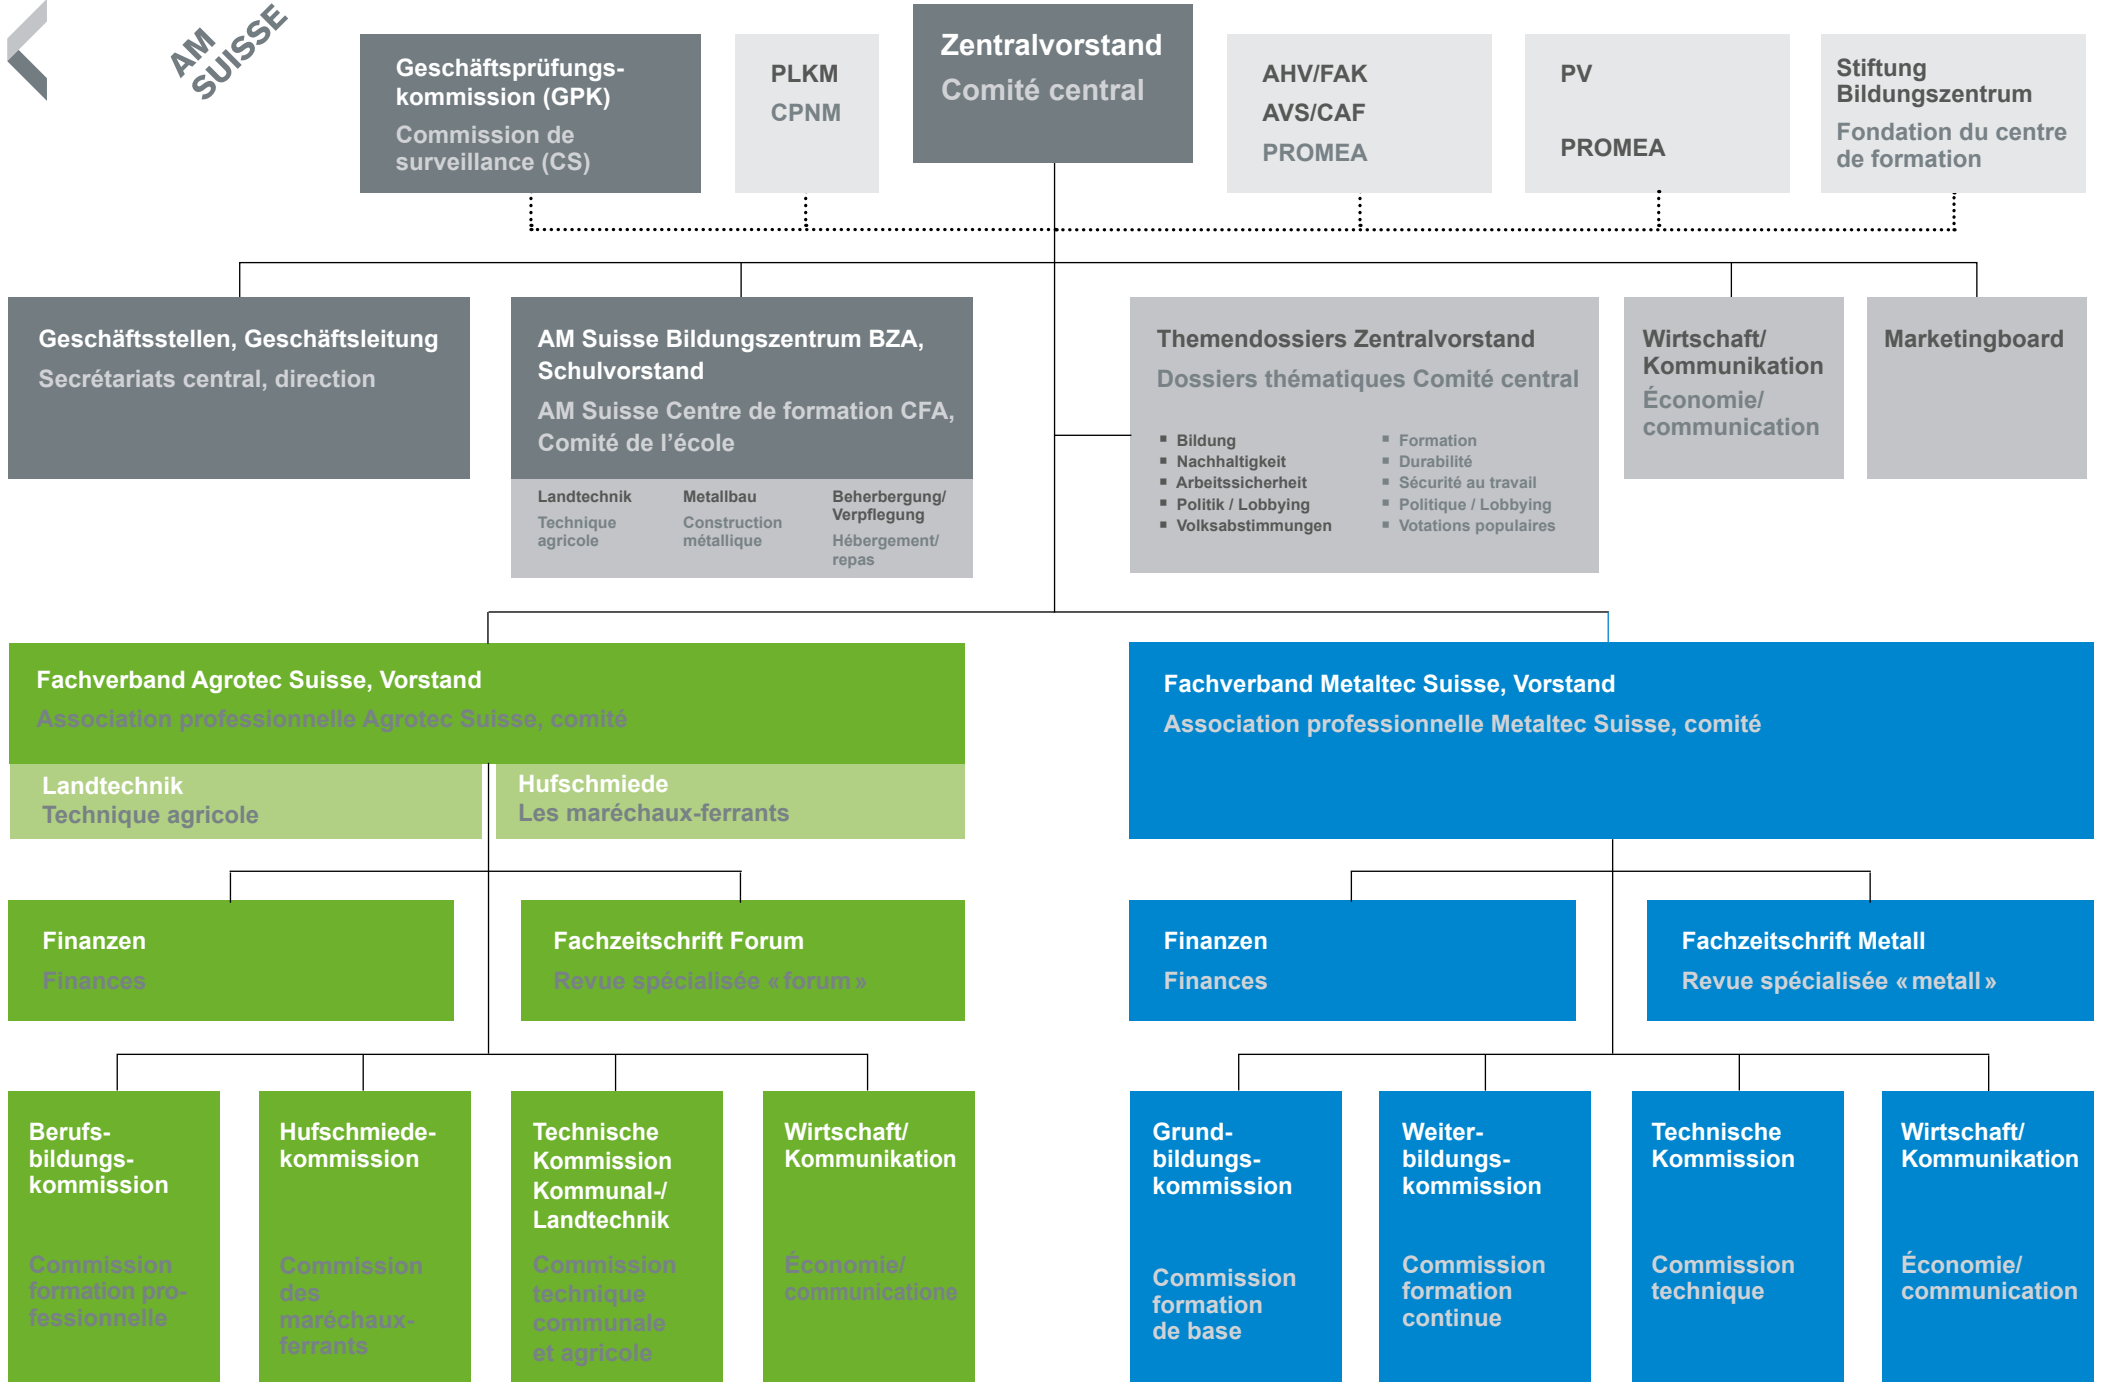 AM
SUISSE
Geschäftsprüfungs-
kommission (GPK)
Commission de
surveillance (CS)
PLKM
CPNM
Zentralvorstand
Comité central
AHV/FAK
AVS/CAF
PROMEA
PV
PROMEA
Stiftung
Bildungszentrum
Fondation du centre
de formation
Geschäftsstellen, Geschäftsleitung
Secrétariats central, direction
AM Suisse Bildungszentrum BZA,
Schulvorstand
AM Suisse Centre de formation CFA,
Comité de l’école
Landtechnik
Technique
agricole
Metallbau
Construction
métallique
Beherbergung/
Verpflegung
Hébergement/
repas
Themendossiers Zentralvorstand
Dossiers thématiques Comité central
▪ Bildung
▪ Nachhaltigkeit
▪ Arbeitssicherheit
▪ Politik / Lobbying
▪ Volksabstimmungen
▪ Formation
▪ Durabilité
▪ Sécurité au travail
▪ Politique / Lobbying
▪ Votations populaires
Wirtschaft/
Kommunikation
Économie/
communication
Marketingboard
Fachverband Agrotec Suisse, Vorstand
Association professionnelle Agrotec Suisse, comité
Landtechnik
Technique agricole
Hufschmiede
Les maréchaux-ferrants
Fachverband Metaltec Suisse, Vorstand
Association professionnelle Metaltec Suisse, comité
Finanzen
Finances
Fachzeitschrift Forum
Revue spécialisée « forum »
Finanzen
Finances
Fachzeitschrift Metall
Revue spécialisée « metall »
Berufs-
bildungs-
kommission
Commission
formation pro-
fessionnelle
Hufschmiede-
kommission
Commission
des
maréchaux-
ferrants
Technische
Kommission
Kommunal-/
Landtechnik
Commission
technique
communale
et agricole
Wirtschaft/
Kommunikation
Économie/
communicatione
Grund-
bildungs-
kommission
Commission
formation
de base
Weiter-
bildungs-
kommission
Commission
formation
continue
Technische
Kommission
Commission
technique
Wirtschaft/
Kommunikation
Économie/
communication